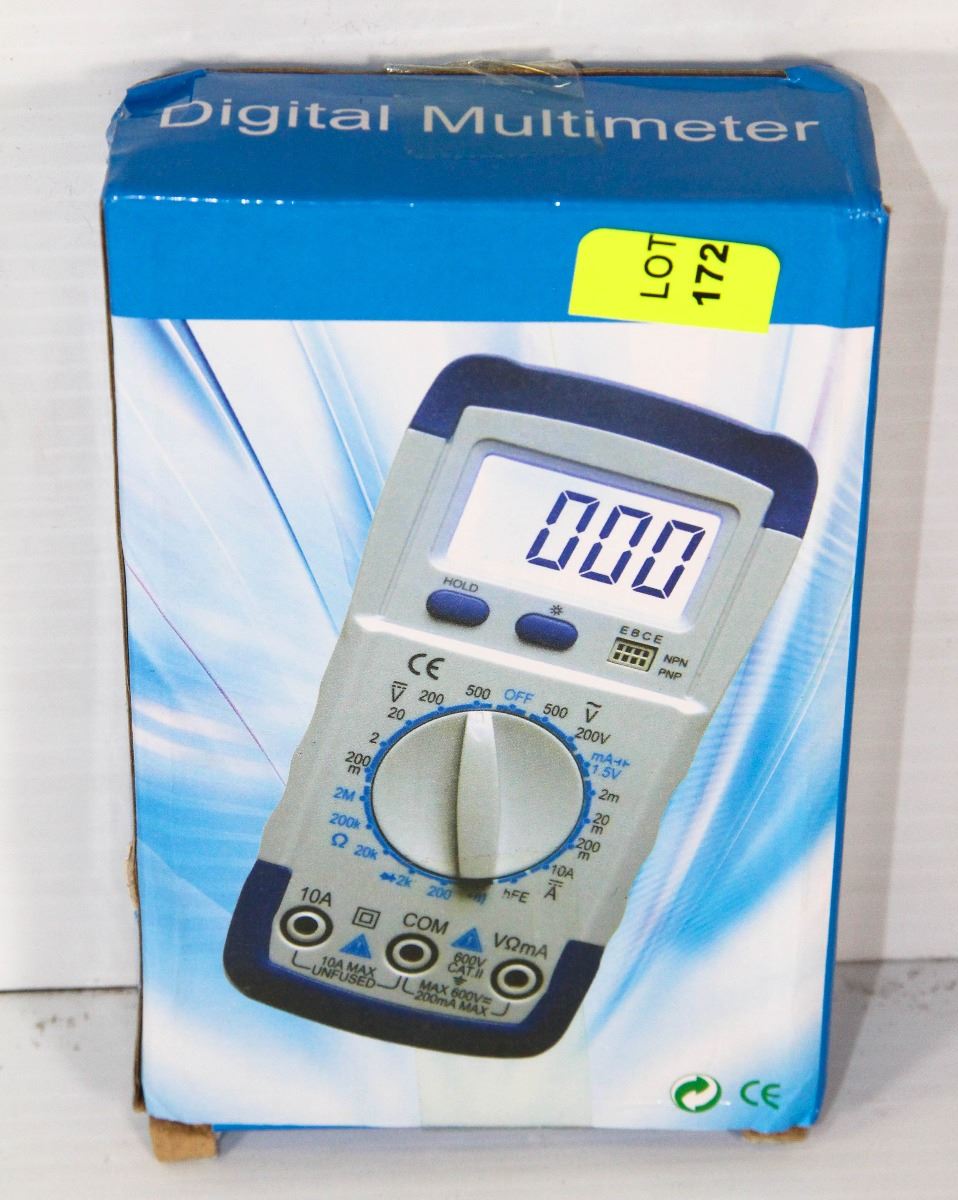 Digital Multimeter
LOT
172
000
HOLD
E B C E
NPN
PNP
CE
V 200 500 OFF 500 V
20 200V
2 mA
1.5V
200
m
2m
2M
20
m
200k
200
m
Ω 20k
10A
2k
A
200 hFE
10A COM VΩmA
10A MAX
UNFUSED
600V
CAT.II
MAX 600V
200mA MAX
CE